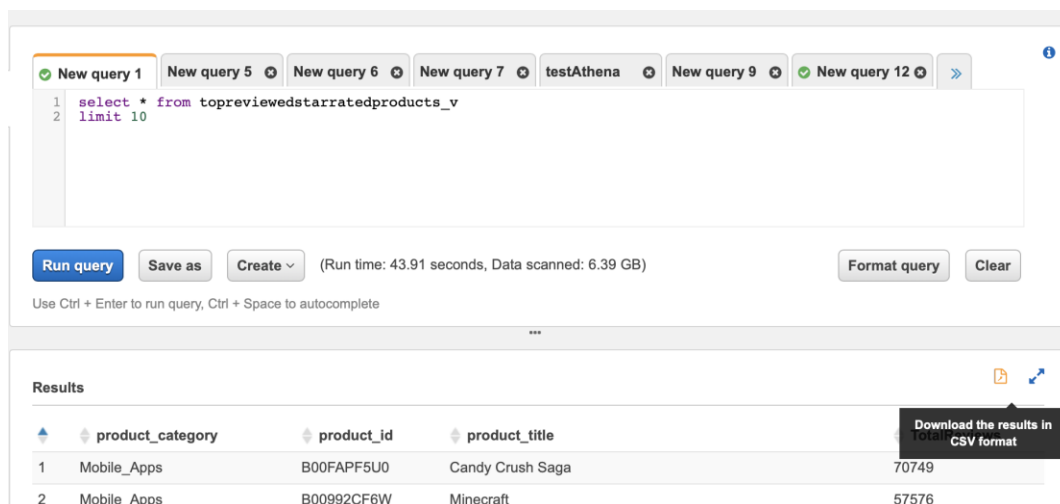 New query 1 New query 5 New query 6 New query 7 testAthena New query 9 New query 12
1 select * from topreviewedstarratedproducts_v
2 limit 10
Run query Save as Create (Run time: 43.91 seconds, Data scanned: 6.39 GB) Format query Clear
Use Ctrl + Enter to run query, Ctrl + Space to autocomplete
Results
Download the results in
CSV format
product_category product_id product_title TotalReviews
1 Mobile_Apps B00FAPF5U0 Candy Crush Saga 70749
2 Mobile_Apps B00992CF6W Minecraft 57576